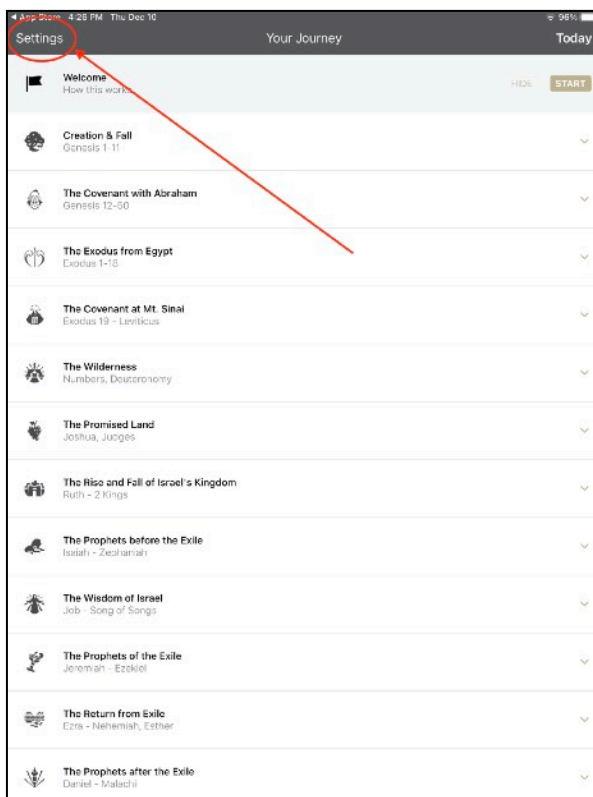 App Store 4:28 PM Thu Dec 10 96%
Settings Your Journey Today
Welcome
How this works
HIDE START
Creation & Fall
Genesis 1-11
The Covenant with Abraham
Genesis 12-50
The Exodus from Egypt
Exodus 1-18
The Covenant at Mt. Sinai
Exodus 19 - Leviticus
The Wilderness
Numbers, Deuteronomy
The Promised Land
Joshua, Judges
The Rise and Fall of Israel's Kingdom
Ruth - 2 Kings
The Prophets before the Exile
Isaiah - Zephaniah
The Wisdom of Israel
Job - Song of Songs
The Prophets of the Exile
Jeremiah - Ezekiel
The Return from Exile
Ezra - Nehemiah, Esther
The Prophets after the Exile
Daniel - Malachi